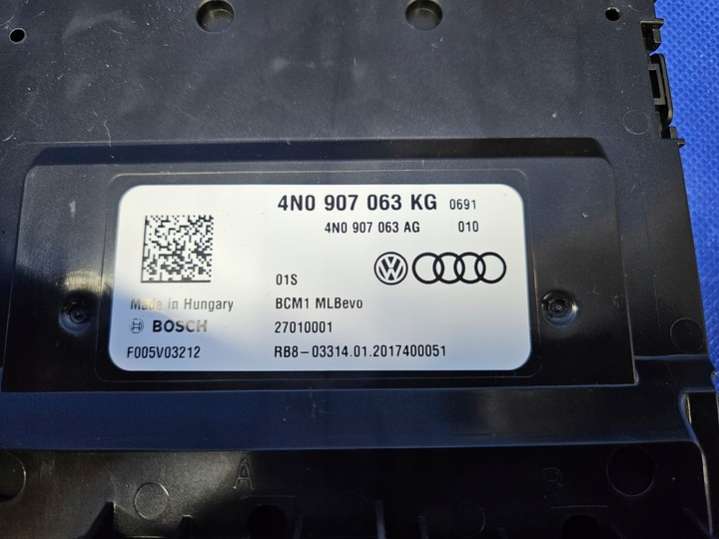 4N0 907 063 KG 0691
4N0 907 063 AG 010
01S
Made in Hungary BCM1 MLBevo
BOSCH 27010001
F005V03212 RB8-03314.01.2017400051
A B